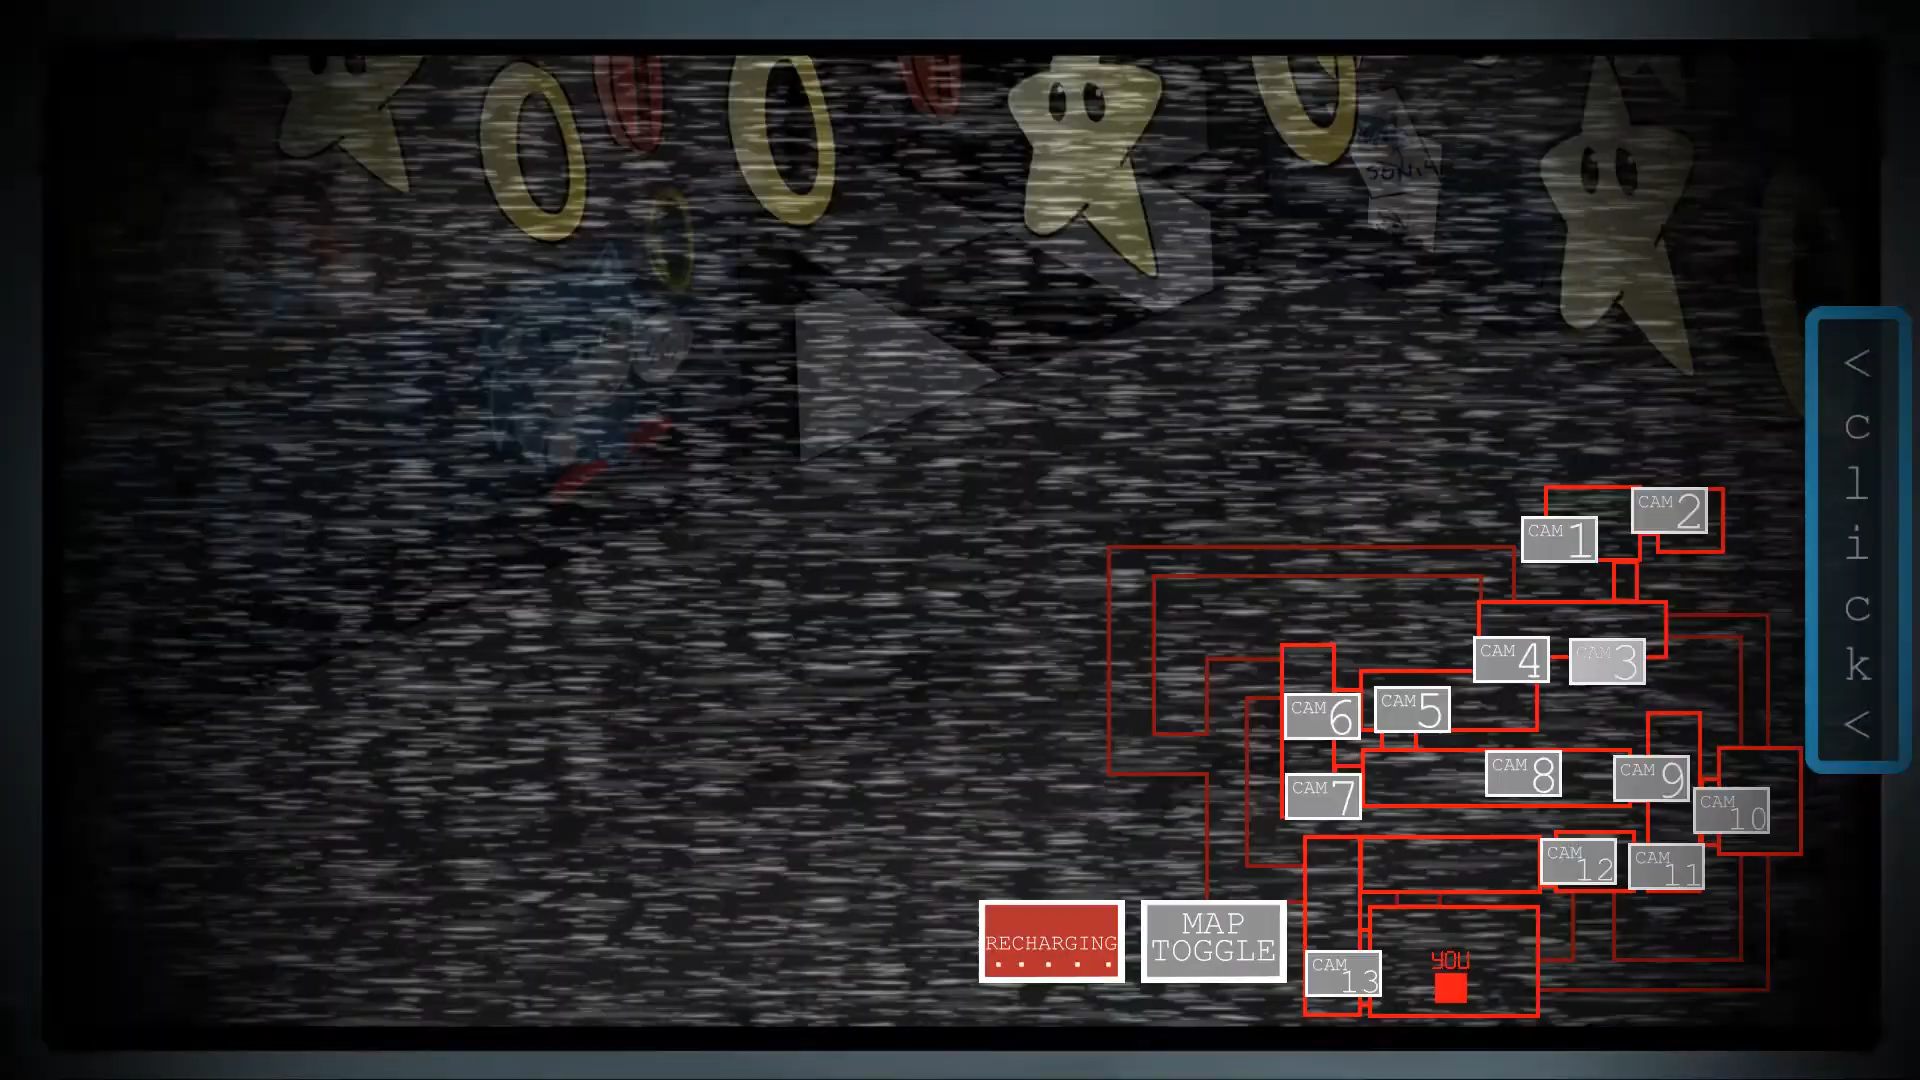 CAM 2
CAM 1
CAM 4
CAM 3
CAM 6
CAM 5
CAM 8
CAM 9
CAM 7
CAM 10
CAM 12
CAM 11
RECHARGING
.....
MAP
TOGGLE
CAM 13
YOU
<
c
l
i
c
k
<